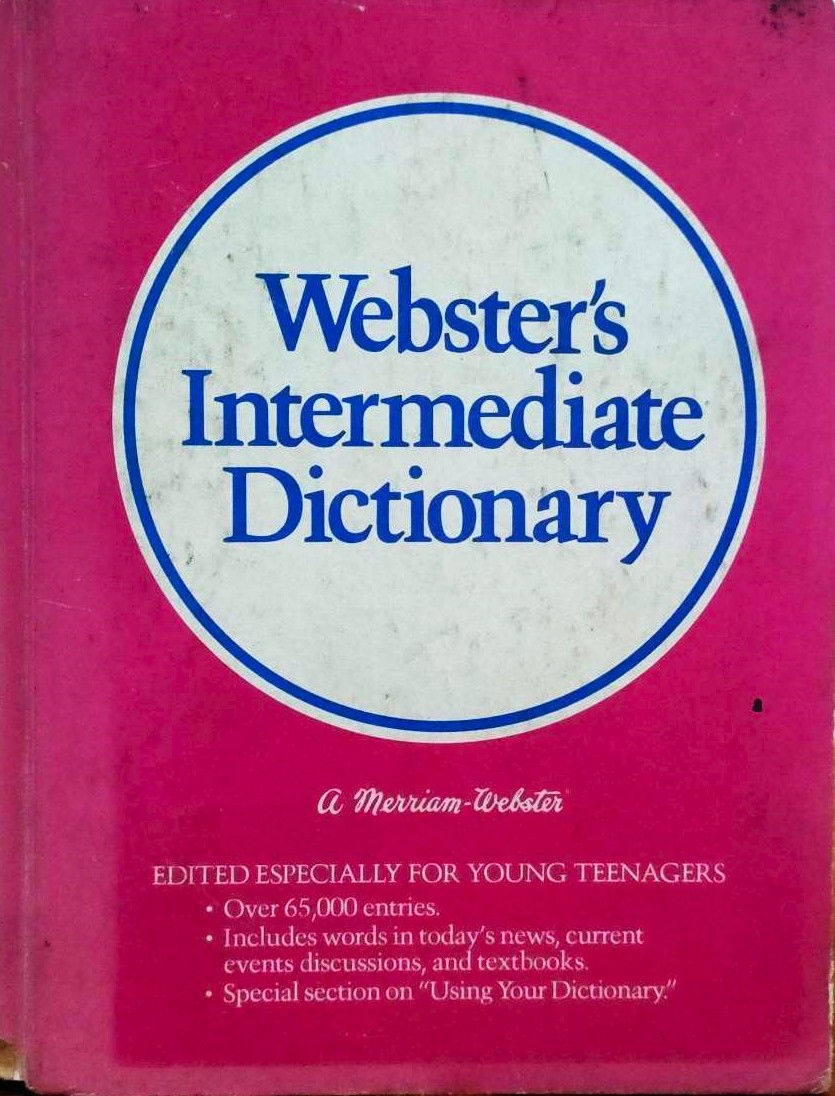 Webster's
Intermediate
Dictionary
A Merriam-Webster
EDITED ESPECIALLY FOR YOUNG TEENAGERS
• Over 65,000 entries.
• Includes words in today's news, current
events discussions, and textbooks.
• Special section on "Using Your Dictionary."